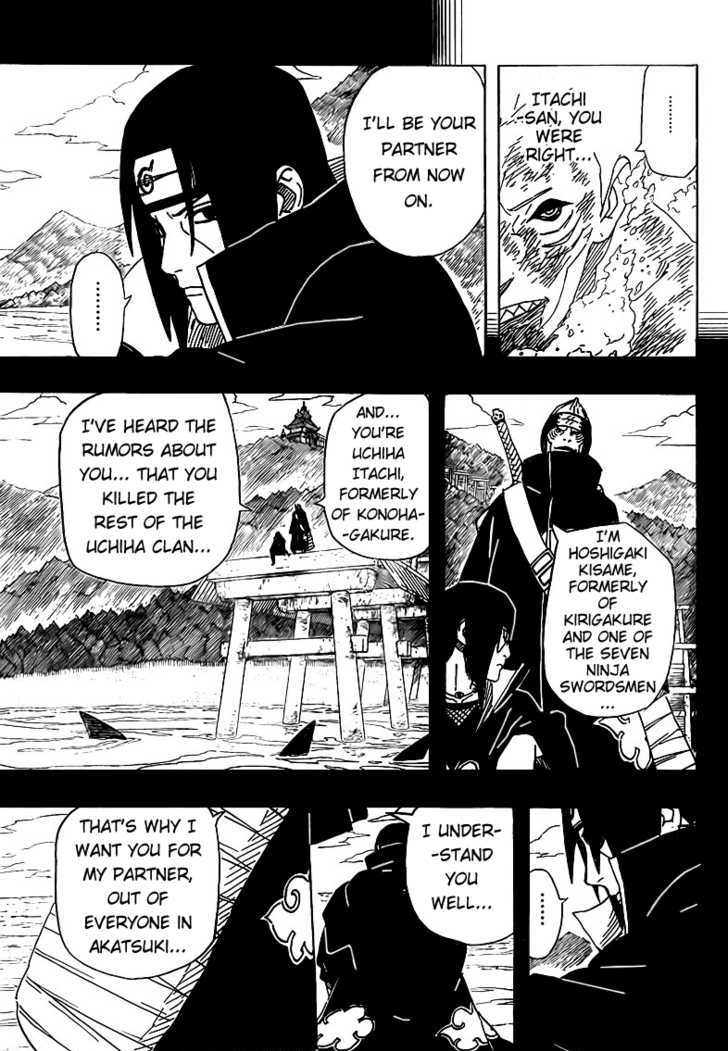 .........
ITACHI
-SAN, YOU
WERE
RIGHT...
I'LL BE YOUR
PARTNER
FROM NOW
ON.
.........
I'M
HOSHIGAKI
KISAME,
FORMERLY
OF
KIRIGAKURE
AND ONE OF
THE SEVEN
NINJA
SWORDSMEN
...
AND...
YOU'RE
UCHIHA
ITACHI,
FORMERLY
OF KONOHA-
-GAKURE.
I'VE HEARD THE
RUMORS ABOUT
YOU... THAT YOU
KILLED THE
REST OF THE
UCHIHA CLAN...
.........
I UNDER-
-STAND
YOU
WELL...
THAT'S WHY I
WANT YOU FOR
MY PARTNER,
OUT OF
EVERYONE IN
AKATSUKI...